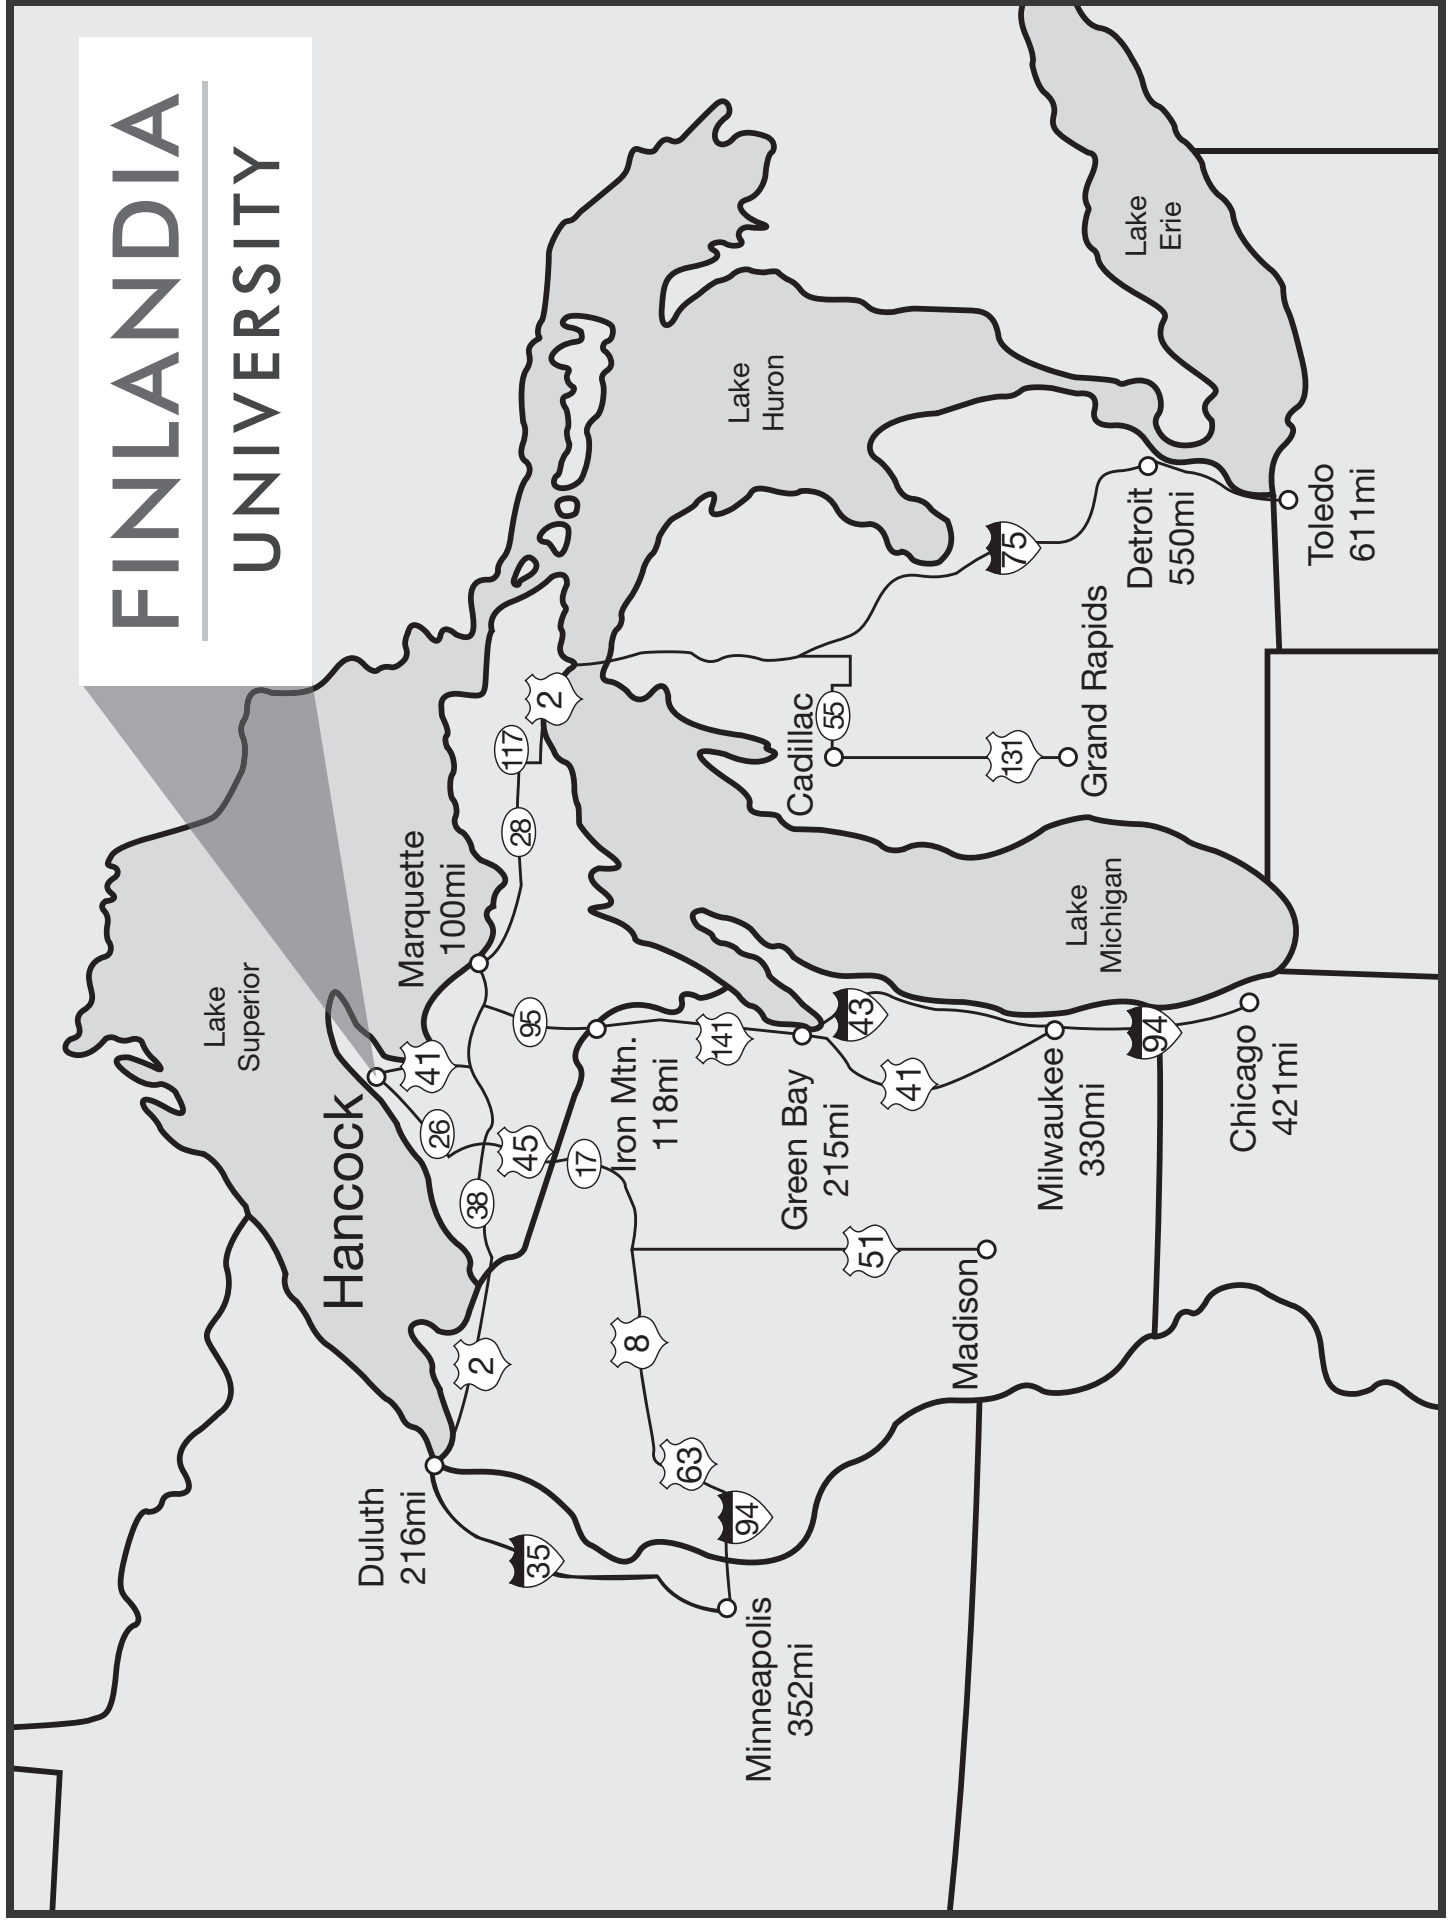 FINLANDIA
UNIVERSITY
Lake
Superior
Hancock
Marquette
100mi
Duluth
216mi
41
26
38
45
28
117
2
2
95
17
35
Iron Mtn.
118mi
141
8
63
94
Minneapolis
352mi
Green Bay
215mi
43
41
51
Madison
Milwaukee
330mi
94
Chicago
421mi
Lake
Michigan
Cadillac
55
131
Grand Rapids
Lake
Huron
75
Detroit
550mi
Toledo
611mi
Lake
Erie